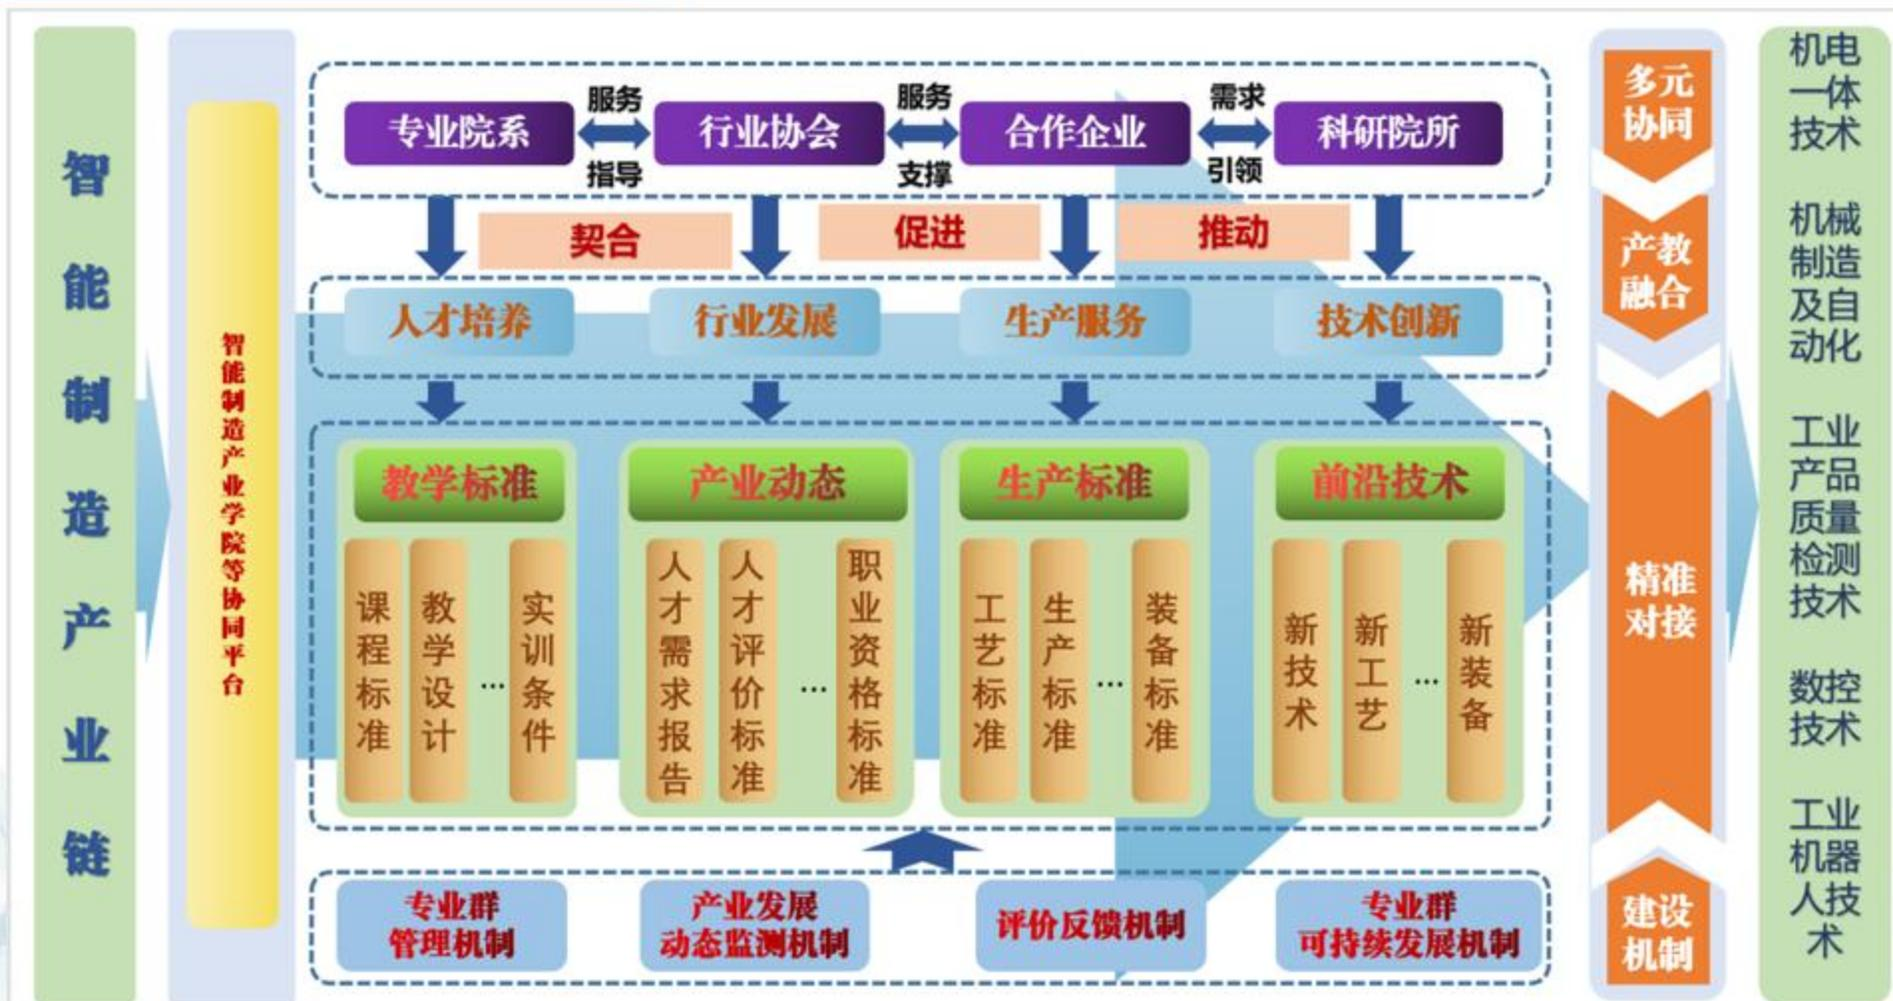 智能制造产业链
智能制造产业学院等协同平台
专业院系
服务
指导
行业协会
服务
支撑
合作企业
需求
引领
科研院所
契合
促进
推动
人才培养
行业发展
生产服务
技术创新
教学标准
产业动态
生产标准
前沿技术
课程标准
教学设计
...
实训条件
人才需求报告
人才评价标准
...
职业资格标准
工艺标准
生产标准
...
装备标准
新技术
新工艺
...
新装备
专业群
管理机制
产业发展
动态监测机制
评价反馈机制
专业群
可持续发展机制
多元
协同
产教
融合
精准
对接
建设
机制
机电
一体
技术
机械
制造
及自
动化
工业
产品
质量
检测
技术
数控
技术
工业
机器
人技
术